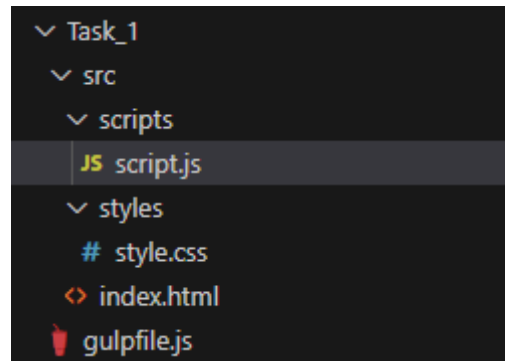 Task_1
src
scripts
JS script.js
styles
# style.css
<> index.html
gulpfile.js